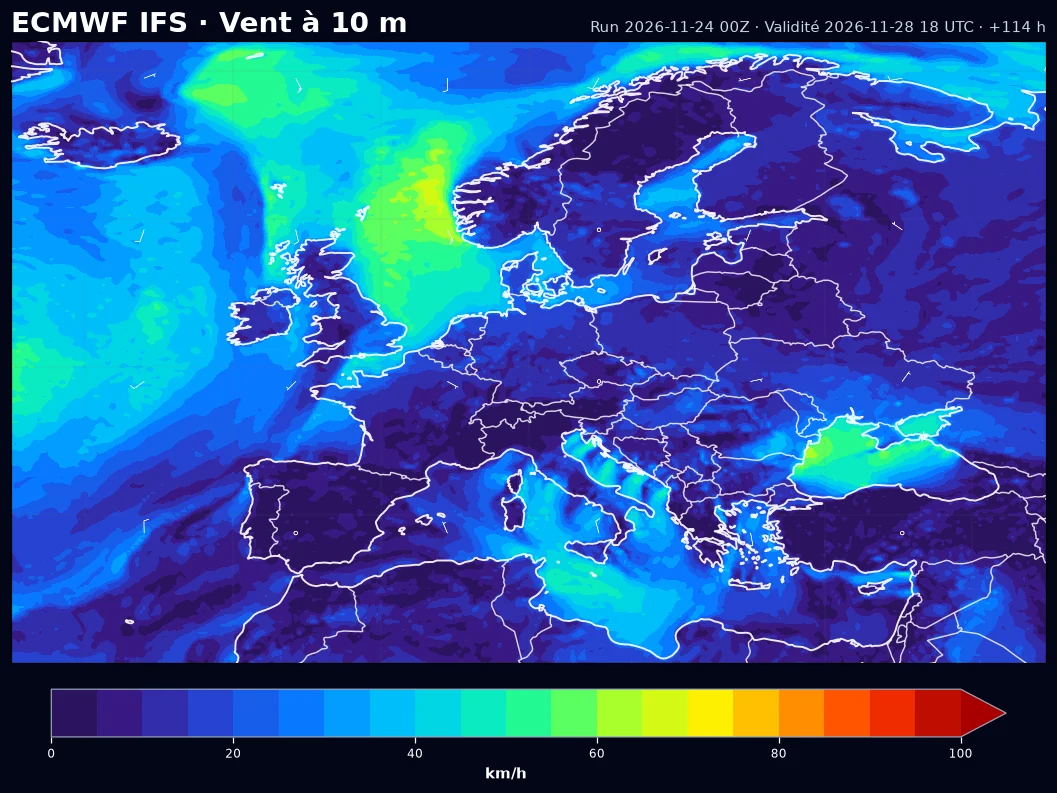 ECMWF IFS · Vent à 10 m
Run 2026-11-24 00Z · Validité 2026-11-28 18 UTC · +114 h
0 20 40 60 80 100
km/h